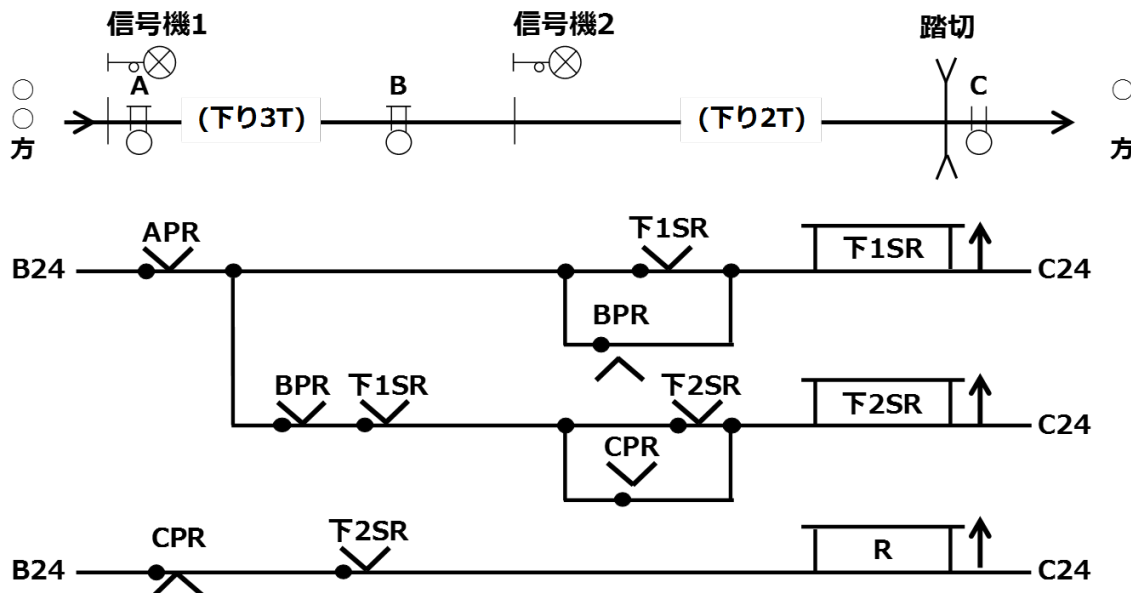 信号機1
信号機2
踏切
A
B
C
○○方
(下り3T)
(下り2T)
○方
APR
下1SR
下1SR
B24
C24
BPR
BPR
下1SR
下2SR
下2SR
C24
CPR
CPR
下2SR
R
B24
C24